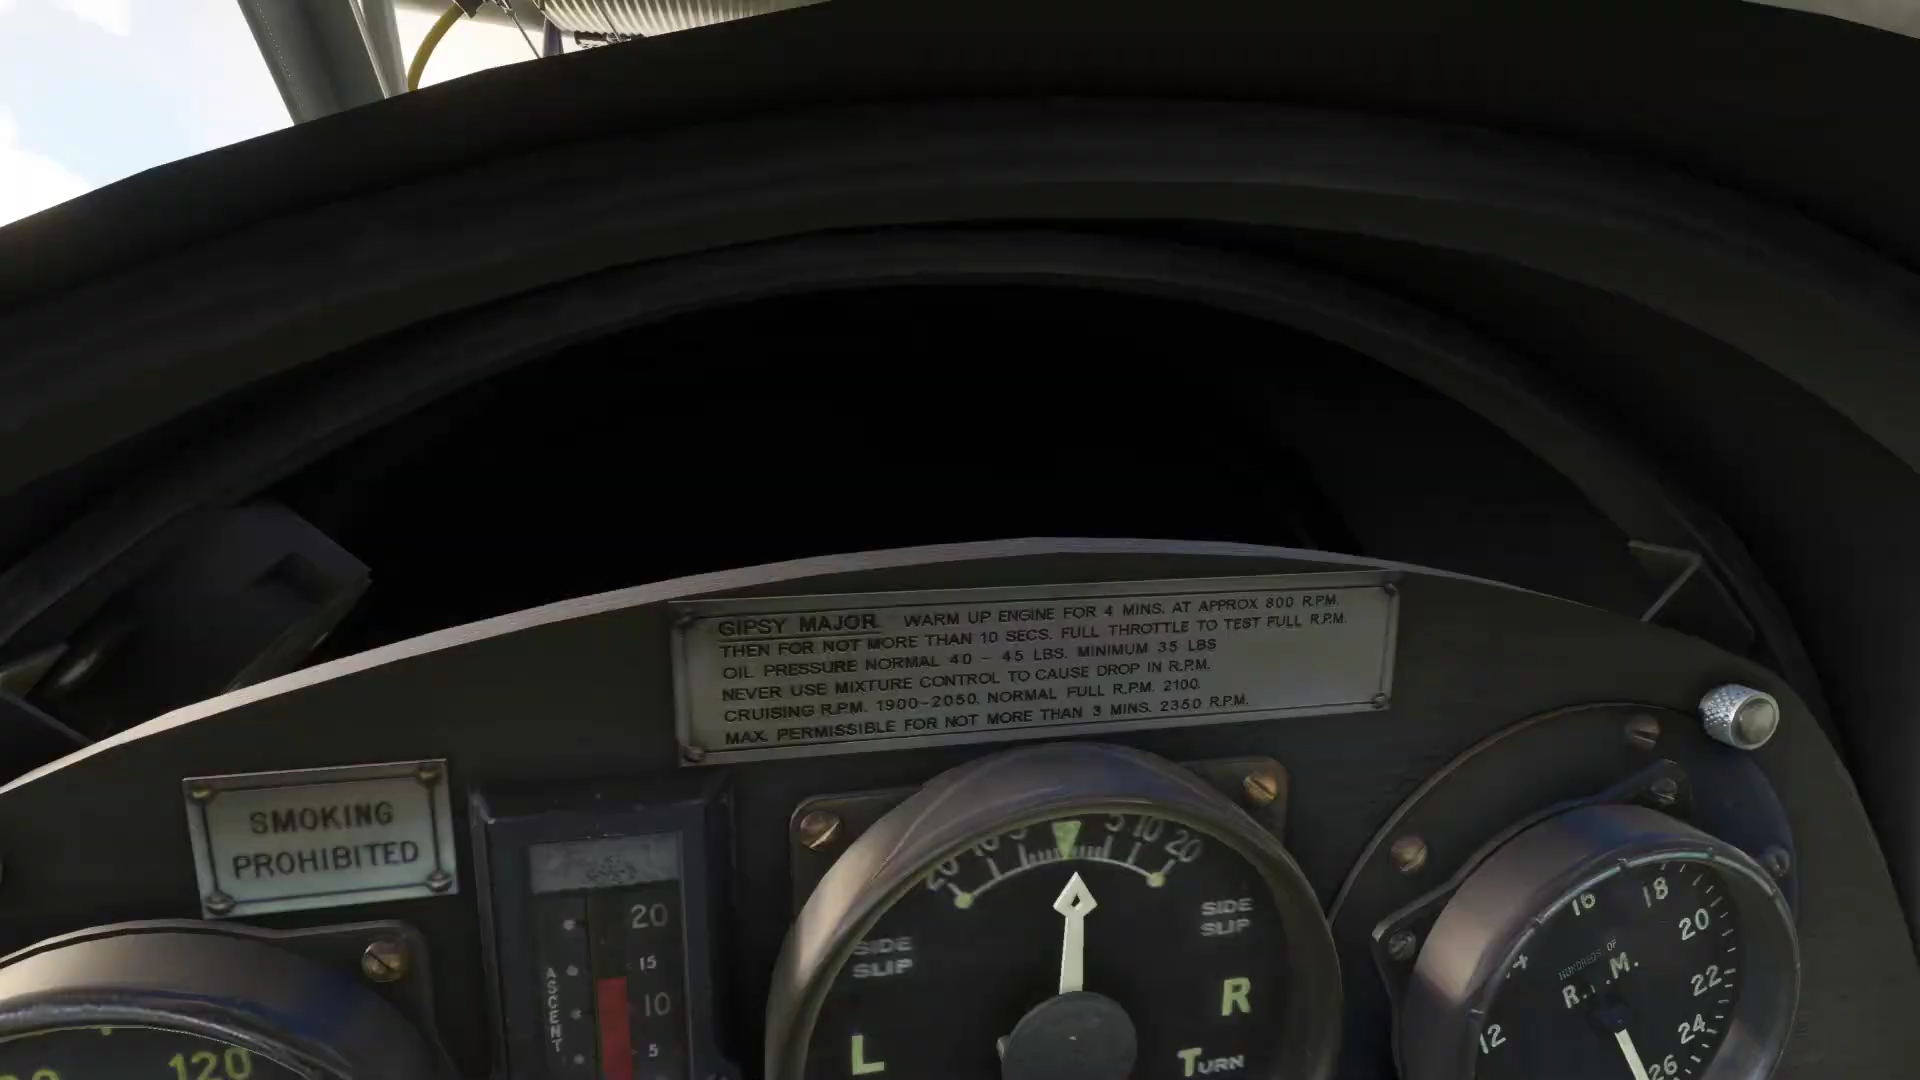 GIPSY MAJOR. WARM UP ENGINE FOR 4 MINS. AT APPROX 800 R.P.M.
THEN FOR NOT MORE THAN 10 SECS. FULL THROTTLE TO TEST FULL R.P.M.
OIL PRESSURE NORMAL 40 - 45 LBS. MINIMUM 35 LBS
NEVER USE MIXTURE CONTROL TO CAUSE DROP IN R.P.M.
CRUISING R.P.M. 1900-2050. NORMAL FULL R.P.M. 2100.
MAX. PERMISSIBLE FOR NOT MORE THAN 3 MINS. 2350 R.P.M.
SMOKING
PROHIBITED
120
20
15
10
5
ASCENT
20 10 5 5 10 20
SIDE
SLIP
SIDE
SLIP
L
R
TURN
12 14 16 18 20 22 24 26
HUNDREDS OF
R.P.M.